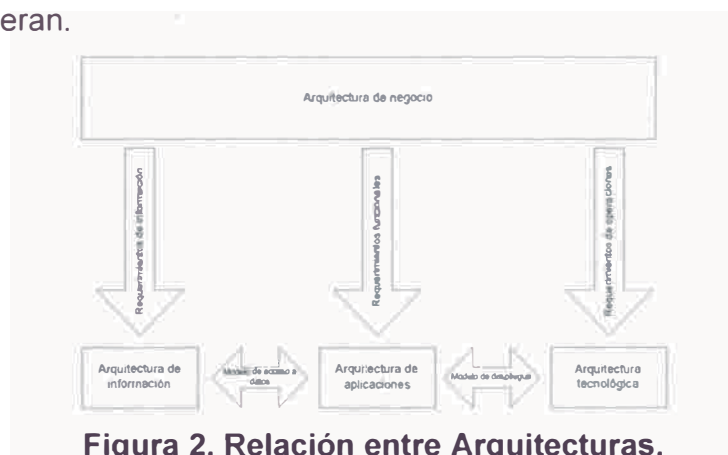 eran.
Arquitectura de negocio
Requerimientos de información
Requerimientos funcionales
Requerimientos de operaciones
Arquitectura de
información
Modelo de acceso a
datos
Arquitectura de
aplicaciones
Modelo de despliegue
Arquitectura
tecnológica
Figura 2. Relación entre Arquitecturas.